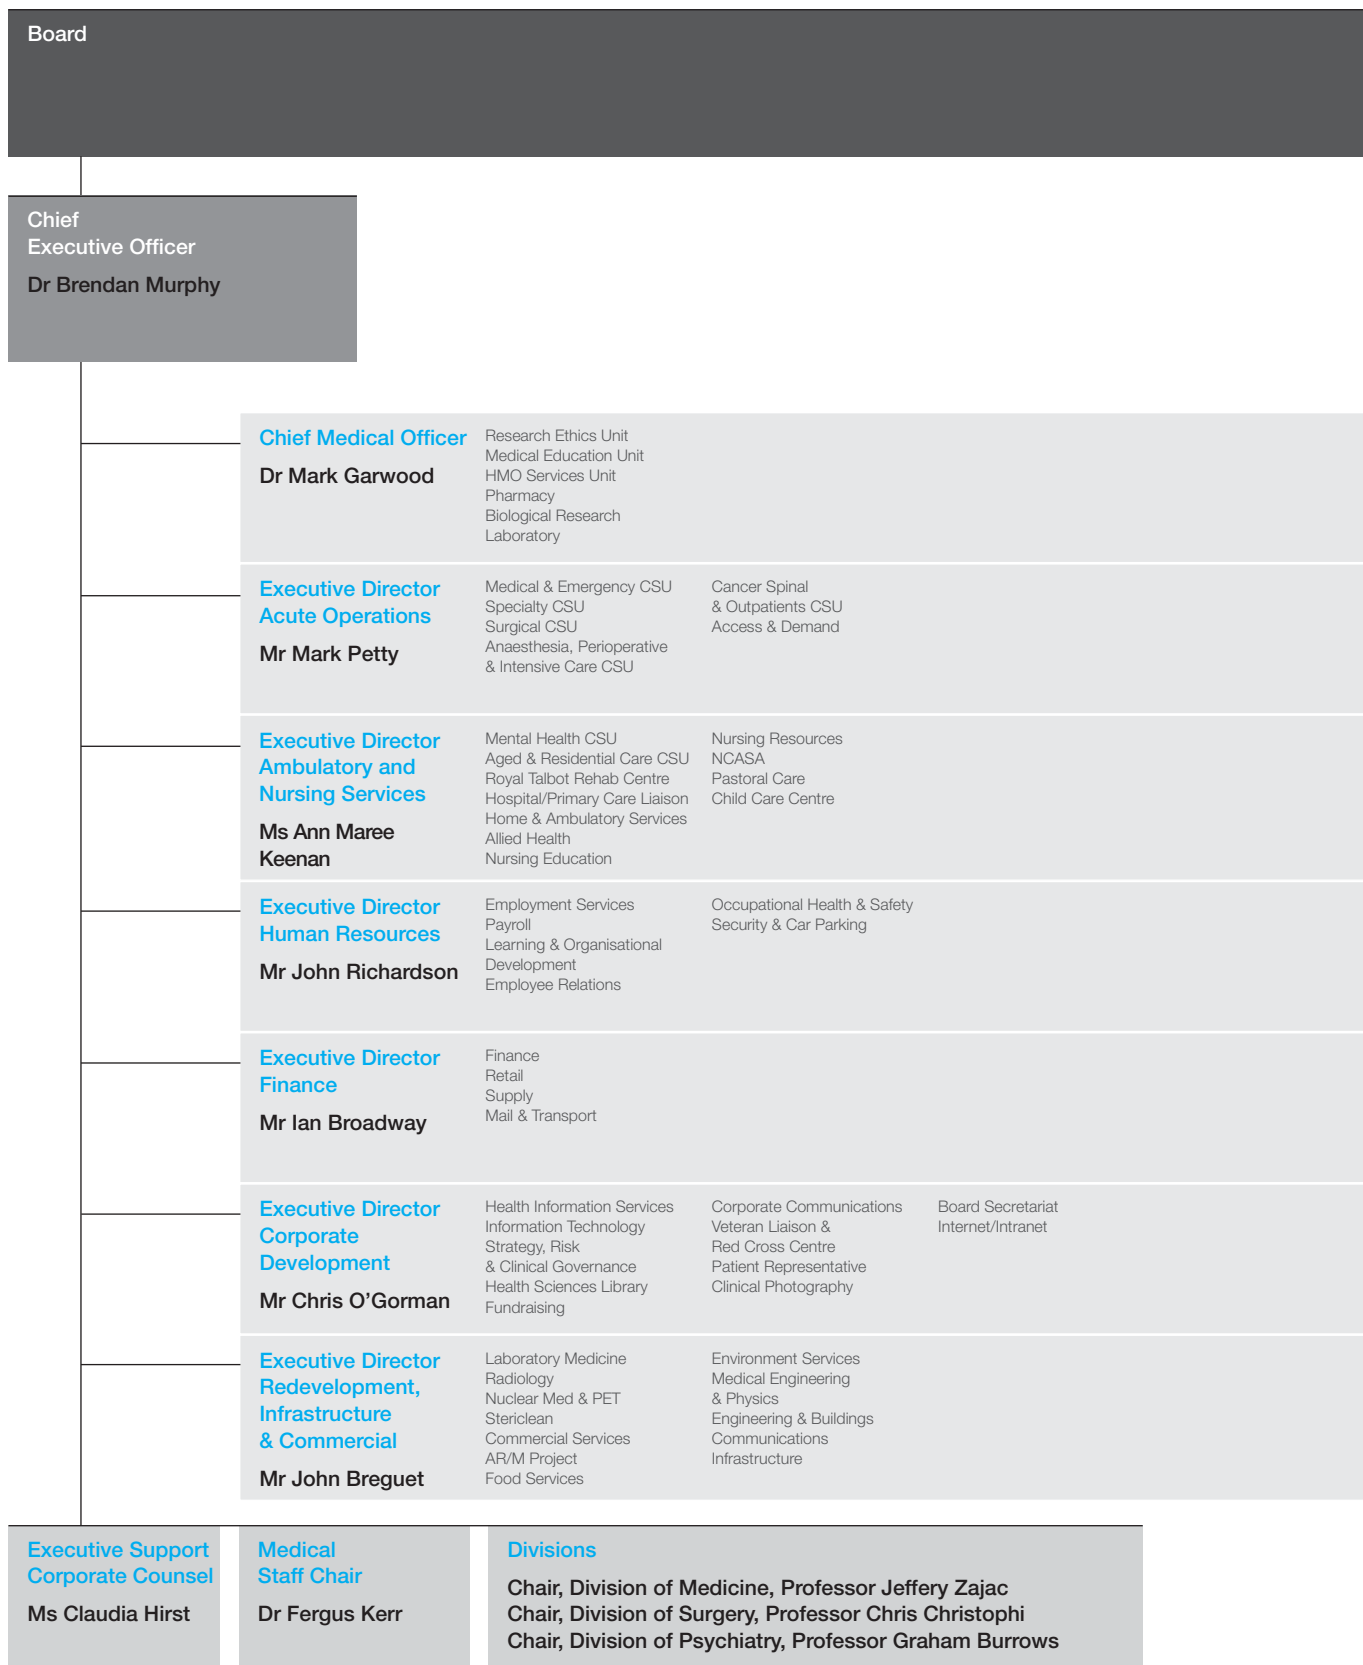 Board
Chief
Executive Officer
Dr Brendan Murphy
Chief Medical Officer
Dr Mark Garwood
Research Ethics Unit
Medical Education Unit
HMO Services Unit
Pharmacy
Biological Research
Laboratory
Executive Director
Acute Operations
Mr Mark Petty
Medical & Emergency CSU
Specialty CSU
Surgical CSU
Anaesthesia, Perioperative
& Intensive Care CSU
Cancer Spinal
& Outpatients CSU
Access & Demand
Executive Director
Ambulatory and
Nursing Services
Ms Ann Maree
Keenan
Mental Health CSU
Aged & Residential Care CSU
Royal Talbot Rehab Centre
Hospital/Primary Care Liaison
Home & Ambulatory Services
Allied Health
Nursing Education
Nursing Resources
NCASA
Pastoral Care
Child Care Centre
Executive Director
Human Resources
Mr John Richardson
Employment Services
Payroll
Learning & Organisational
Development
Employee Relations
Occupational Health & Safety
Security & Car Parking
Executive Director
Finance
Mr Ian Broadway
Finance
Retail
Supply
Mail & Transport
Executive Director
Corporate
Development
Mr Chris O’Gorman
Health Information Services
Information Technology
Strategy, Risk
& Clinical Governance
Health Sciences Library
Fundraising
Corporate Communications
Veteran Liaison &
Red Cross Centre
Patient Representative
Clinical Photography
Board Secretariat
Internet/Intranet
Executive Director
Redevelopment,
Infrastructure
& Commercial
Mr John Breguet
Laboratory Medicine
Radiology
Nuclear Med & PET
Stericlean
Commercial Services
AR/M Project
Food Services
Environment Services
Medical Engineering
& Physics
Engineering & Buildings
Communications
Infrastructure
Executive Support
Corporate Counsel
Ms Claudia Hirst
Medical
Staff Chair
Dr Fergus Kerr
Divisions
Chair, Division of Medicine, Professor Jeffery Zajac
Chair, Division of Surgery, Professor Chris Christophi
Chair, Division of Psychiatry, Professor Graham Burrows